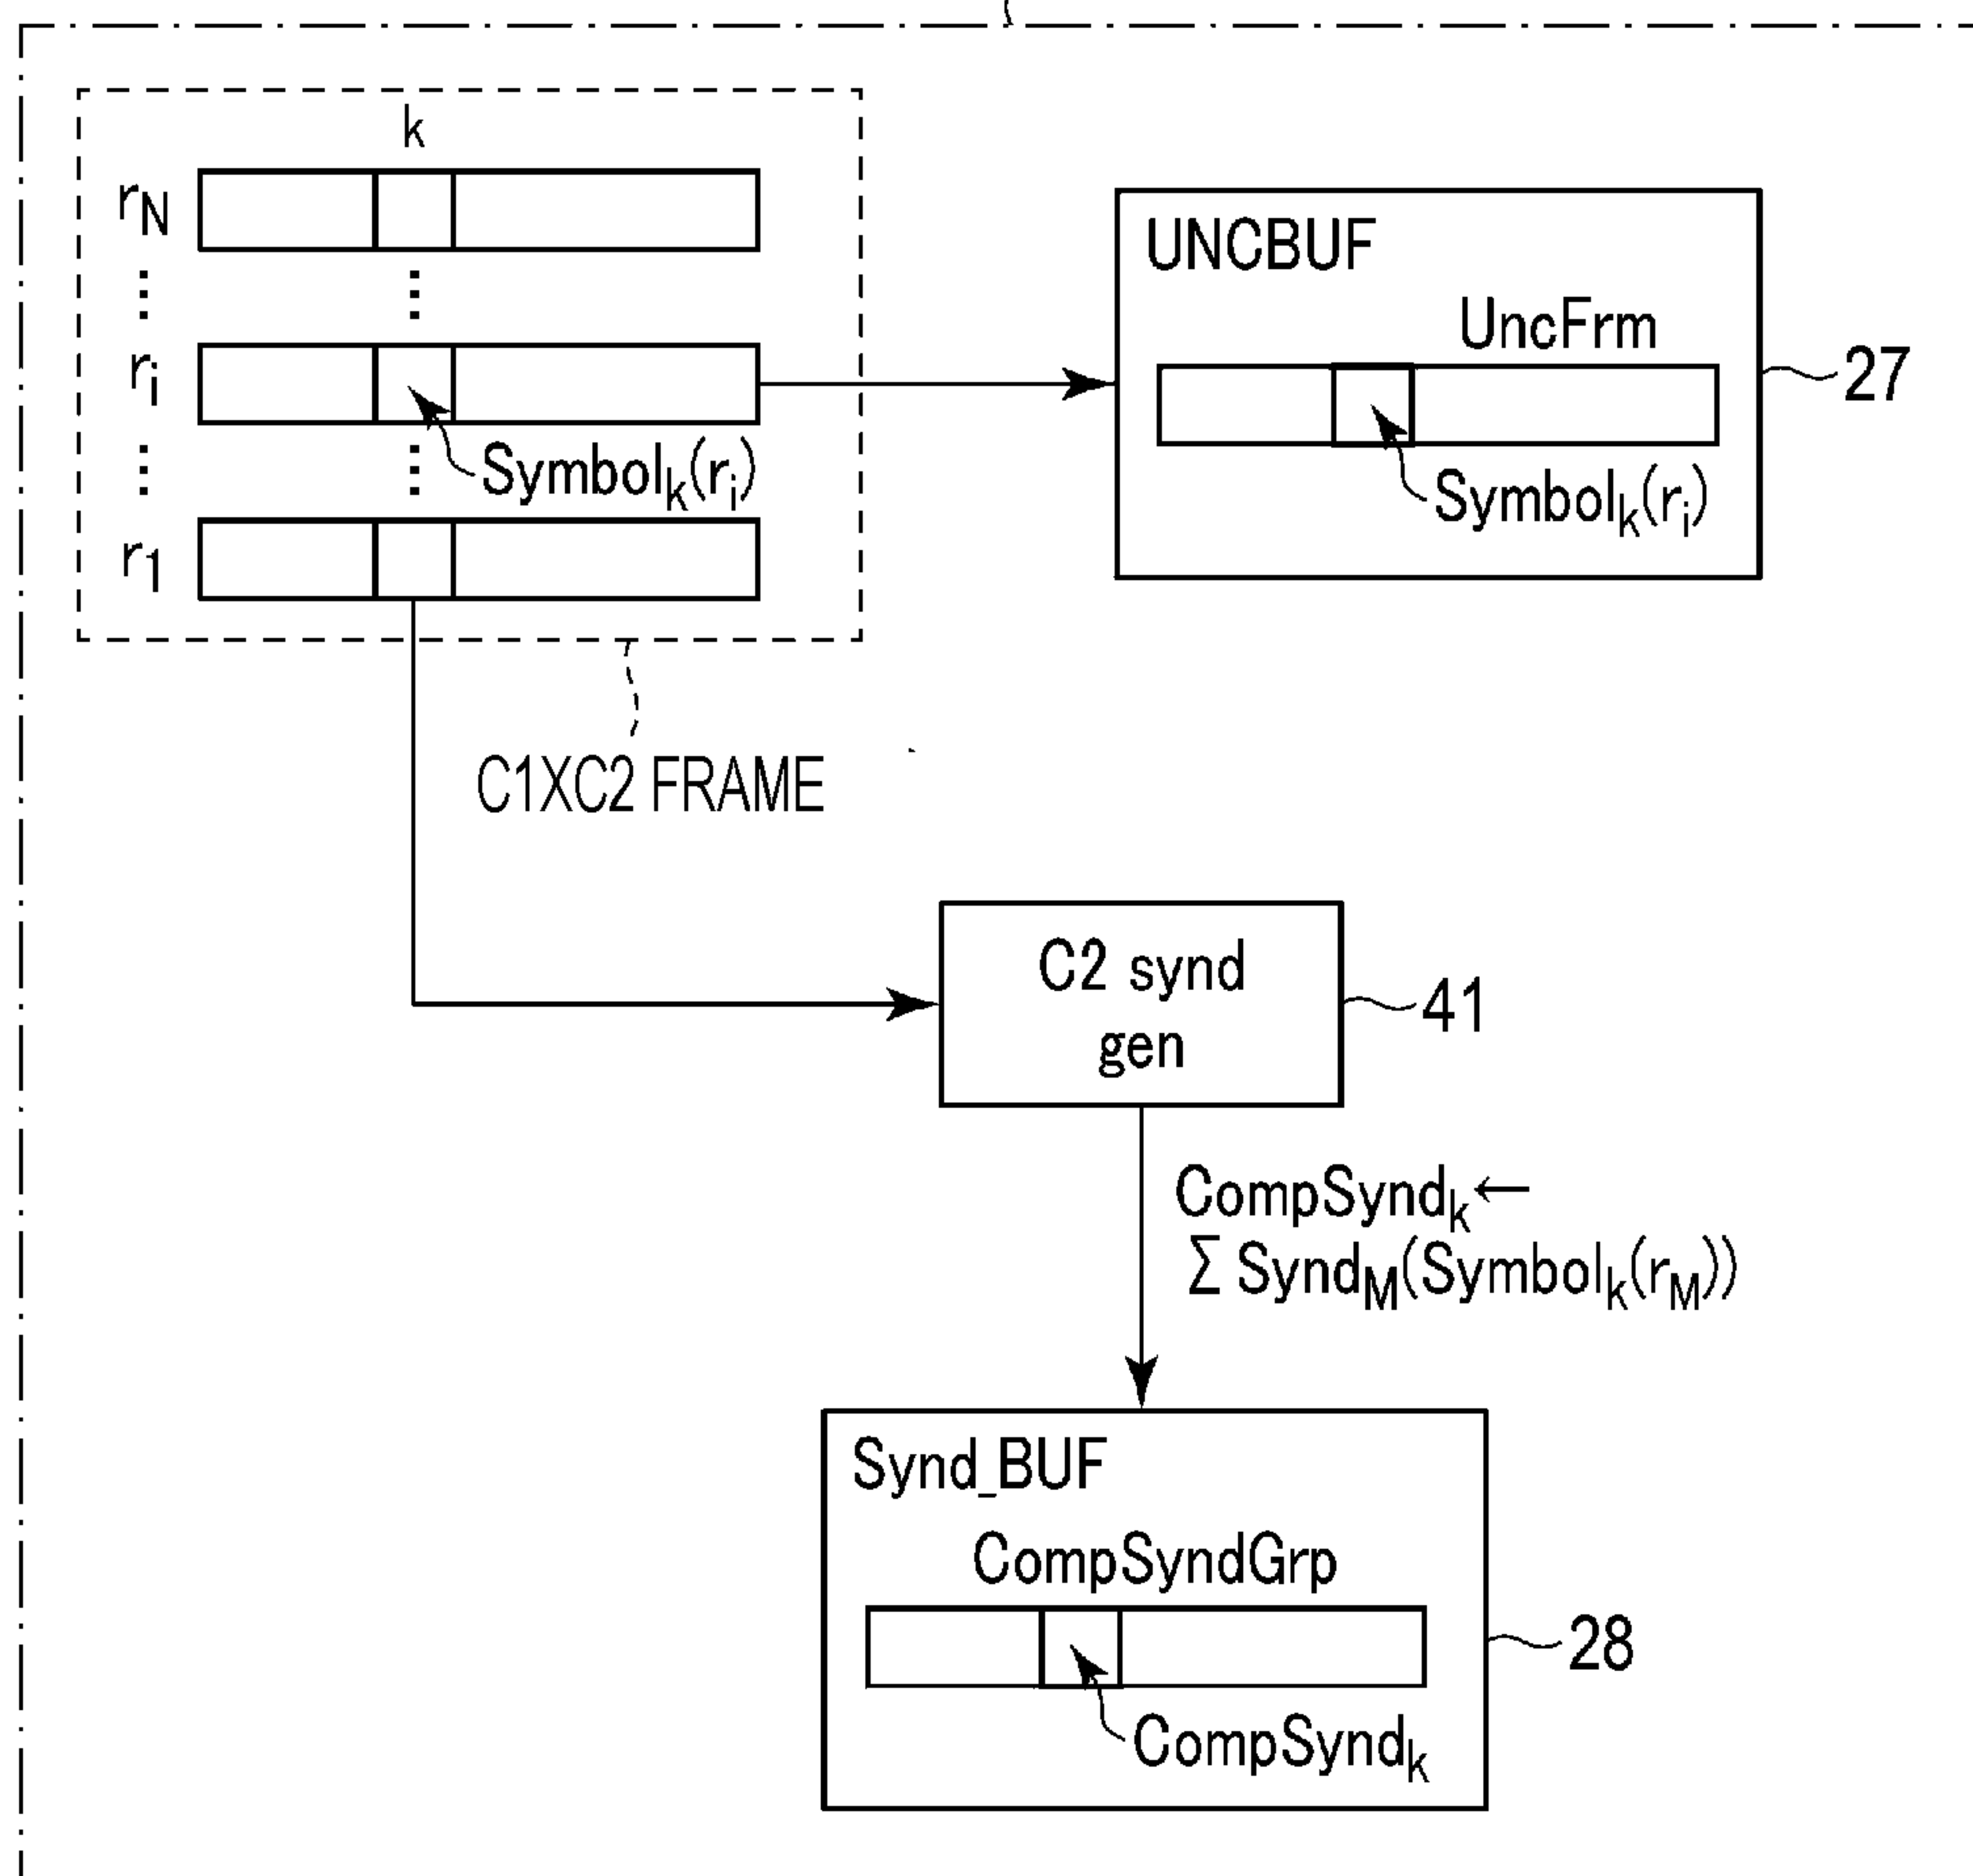 k
rN
ri
Symbolk(ri)
r1
C1XC2 FRAME
UNCBUF
UncFrm
Symbolk(ri)
27
C2 synd
gen
41
CompSyndk←
Σ SyndM(Symbolk(rM))
Synd_BUF
CompSyndGrp
CompSyndk
28